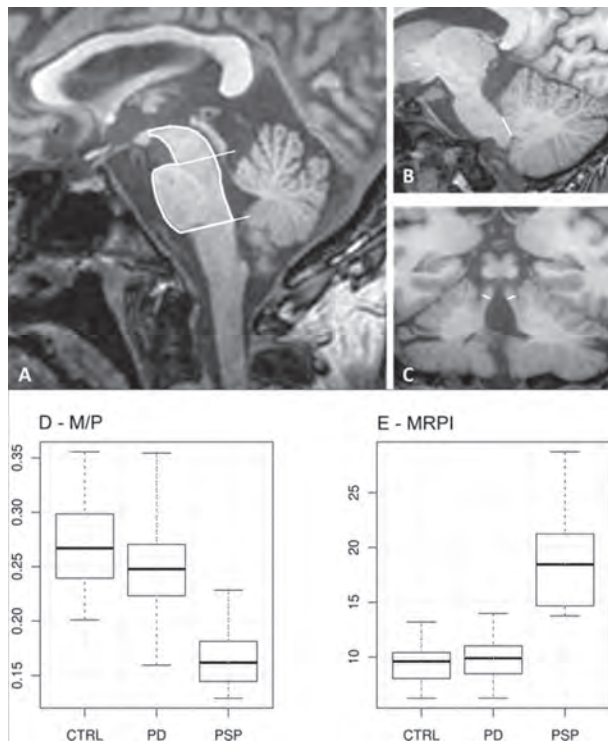 A
B
C
D - M/P
0.35
0.30
0.25
0.20
0.15
CTRL PD PSP
E - MRPI
25
20
15
10
CTRL PD PSP